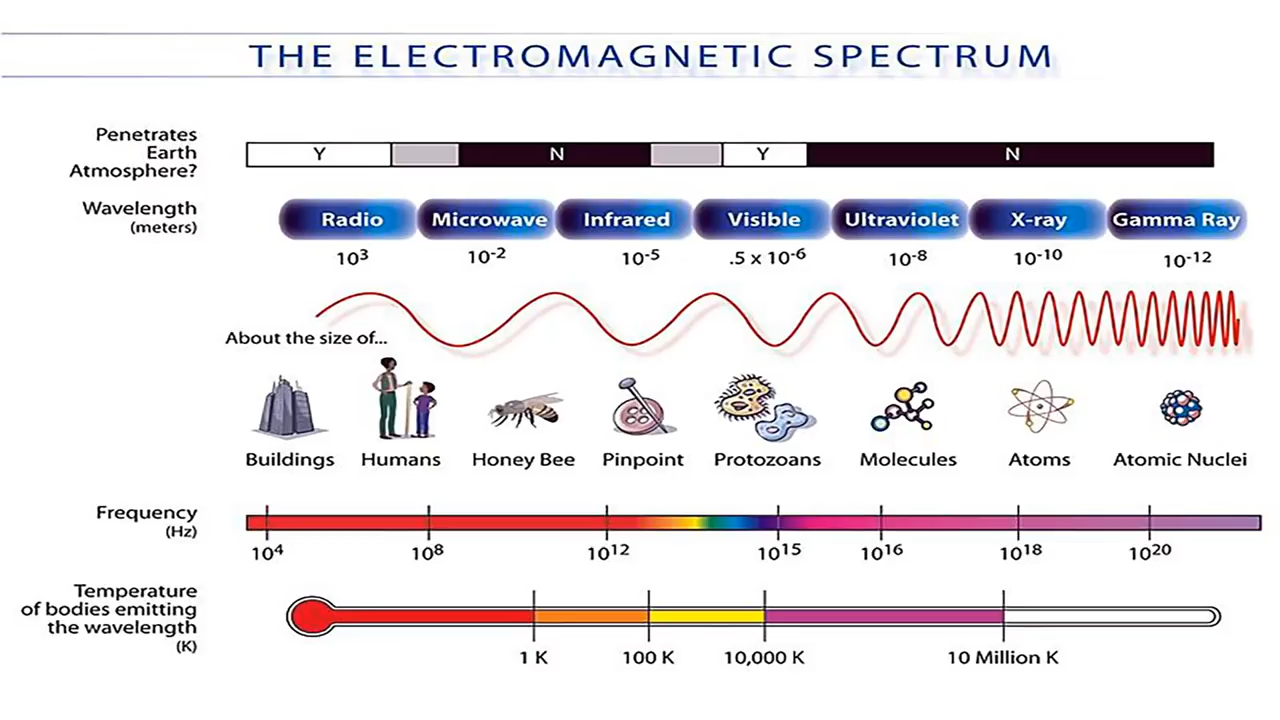 THE ELECTROMAGNETIC SPECTRUM
Penetrates
Earth
Atmosphere?
Y
N
Y
N
Wavelength
(meters)
Radio
Microwave
Infrared
Visible
Ultraviolet
X-ray
Gamma Ray
10³
10⁻²
10⁻⁵
.5 x 10⁻⁶
10⁻⁸
10⁻¹⁰
10⁻¹²
About the size of...
Buildings
Humans
Honey Bee
Pinpoint
Protozoans
Molecules
Atoms
Atomic Nuclei
Frequency
(Hz)
10⁴
10⁸
10¹²
10¹⁵
10¹⁶
10¹⁸
10²⁰
Temperature
of bodies emitting
the wavelength
(K)
1 K
100 K
10,000 K
10 Million K